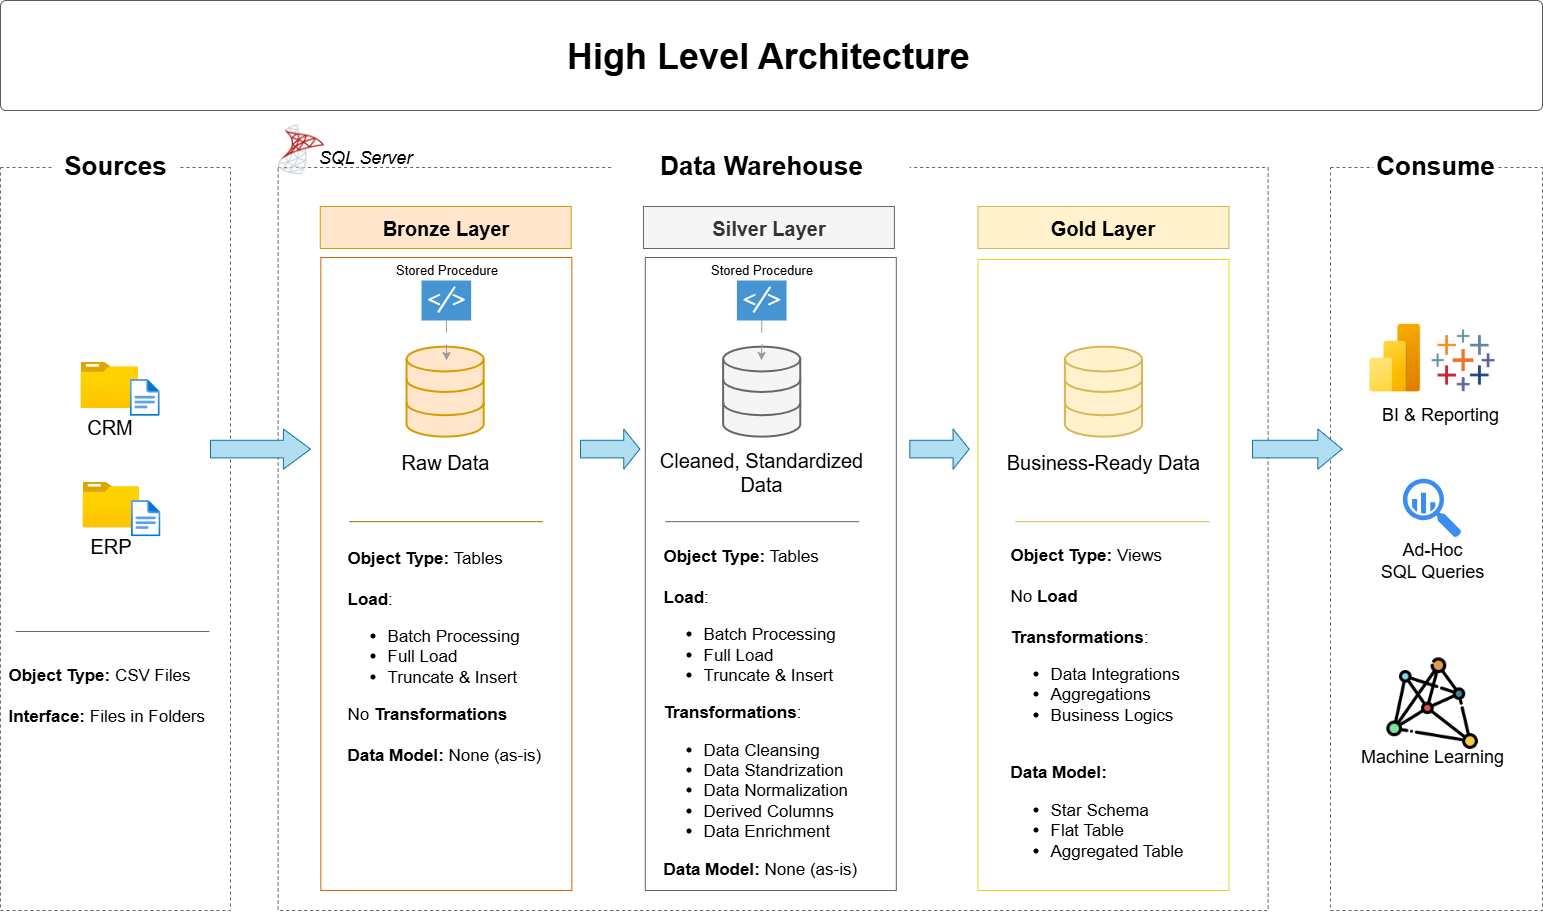 High Level Architecture
Sources
CRM
ERP
Object Type: CSV Files
Interface: Files in Folders
SQL Server
Data Warehouse
Bronze Layer
Stored Procedure
</>
Raw Data
Object Type: Tables
Load:
• Batch Processing
• Full Load
• Truncate & Insert
No Transformations
Data Model: None (as-is)
Silver Layer
Stored Procedure
</>
Cleaned, Standardized
Data
Object Type: Tables
Load:
• Batch Processing
• Full Load
• Truncate & Insert
Transformations:
• Data Cleansing
• Data Standrization
• Data Normalization
• Derived Columns
• Data Enrichment
Data Model: None (as-is)
Gold Layer
Business-Ready Data
Object Type: Views
No Load
Transformations:
• Data Integrations
• Aggregations
• Business Logics
Data Model:
• Star Schema
• Flat Table
• Aggregated Table
Consume
BI & Reporting
Ad-Hoc
SQL Queries
Machine Learning